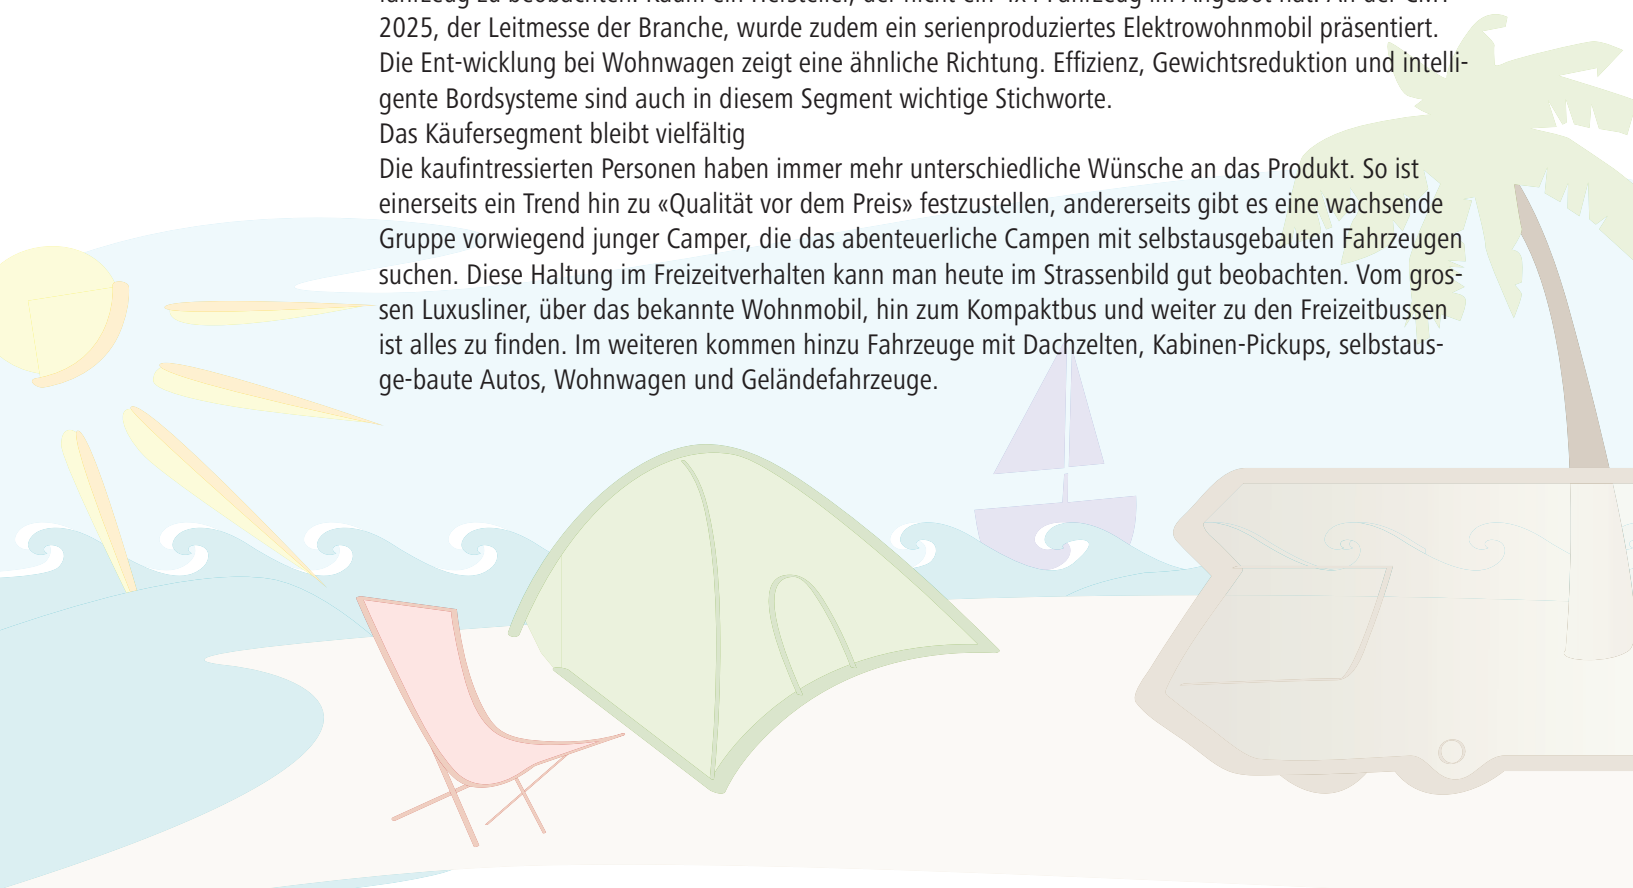 2025, der Leitmesse der Branche, wurde zudem ein serienproduziertes Elektrowohnmobil präsentiert.
Die Ent-wicklung bei Wohnwagen zeigt eine ähnliche Richtung. Effizienz, Gewichtsreduktion und intelli-
gente Bordsysteme sind auch in diesem Segment wichtige Stichworte.
Das Käufersegment bleibt vielfältig
Die kaufintressierten Personen haben immer mehr unterschiedliche Wünsche an das Produkt. So ist
einerseits ein Trend hin zu «Qualität vor dem Preis» festzustellen, andererseits gibt es eine wachsende
Gruppe vorwiegend junger Camper, die das abenteuerliche Campen mit selbstausgebauten Fahrzeugen
suchen. Diese Haltung im Freizeitverhalten kann man heute im Strassenbild gut beobachten. Vom gros-
sen Luxusliner, über das bekannte Wohnmobil, hin zum Kompaktbus und weiter zu den Freizeitbussen
ist alles zu finden. Im weiteren kommen hinzu Fahrzeuge mit Dachzelten, Kabinen-Pickups, selbstaus-
ge-baute Autos, Wohnwagen und Geländefahrzeuge.